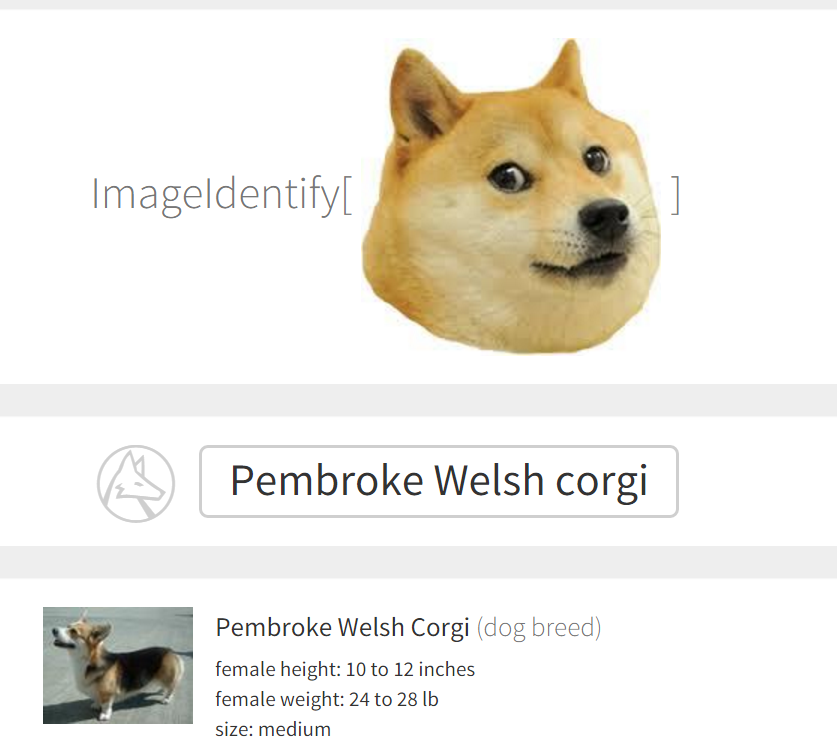 ImageIdentify[ ]
Pembroke Welsh corgi
Pembroke Welsh Corgi (dog breed)
female height: 10 to 12 inches
female weight: 24 to 28 lb
size: medium